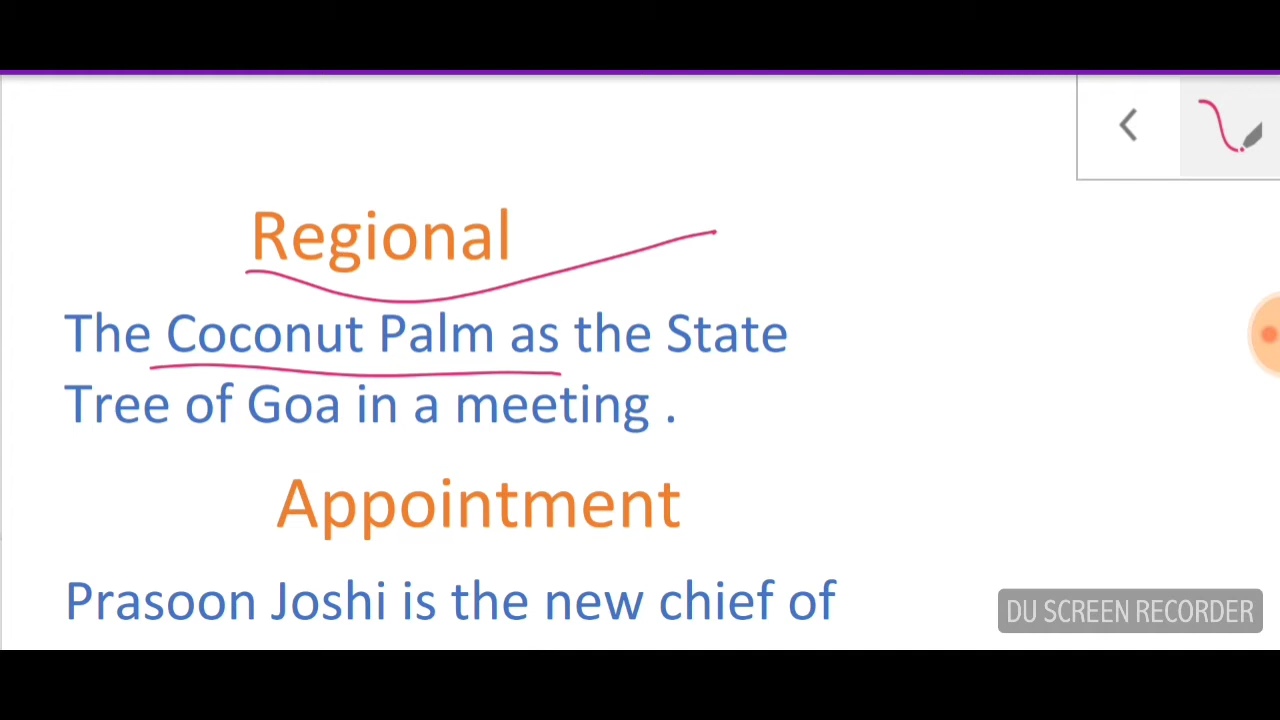 Regional
The Coconut Palm as the State
Tree of Goa in a meeting .
Appointment
Prasoon Joshi is the new chief of
DU SCREEN RECORDER